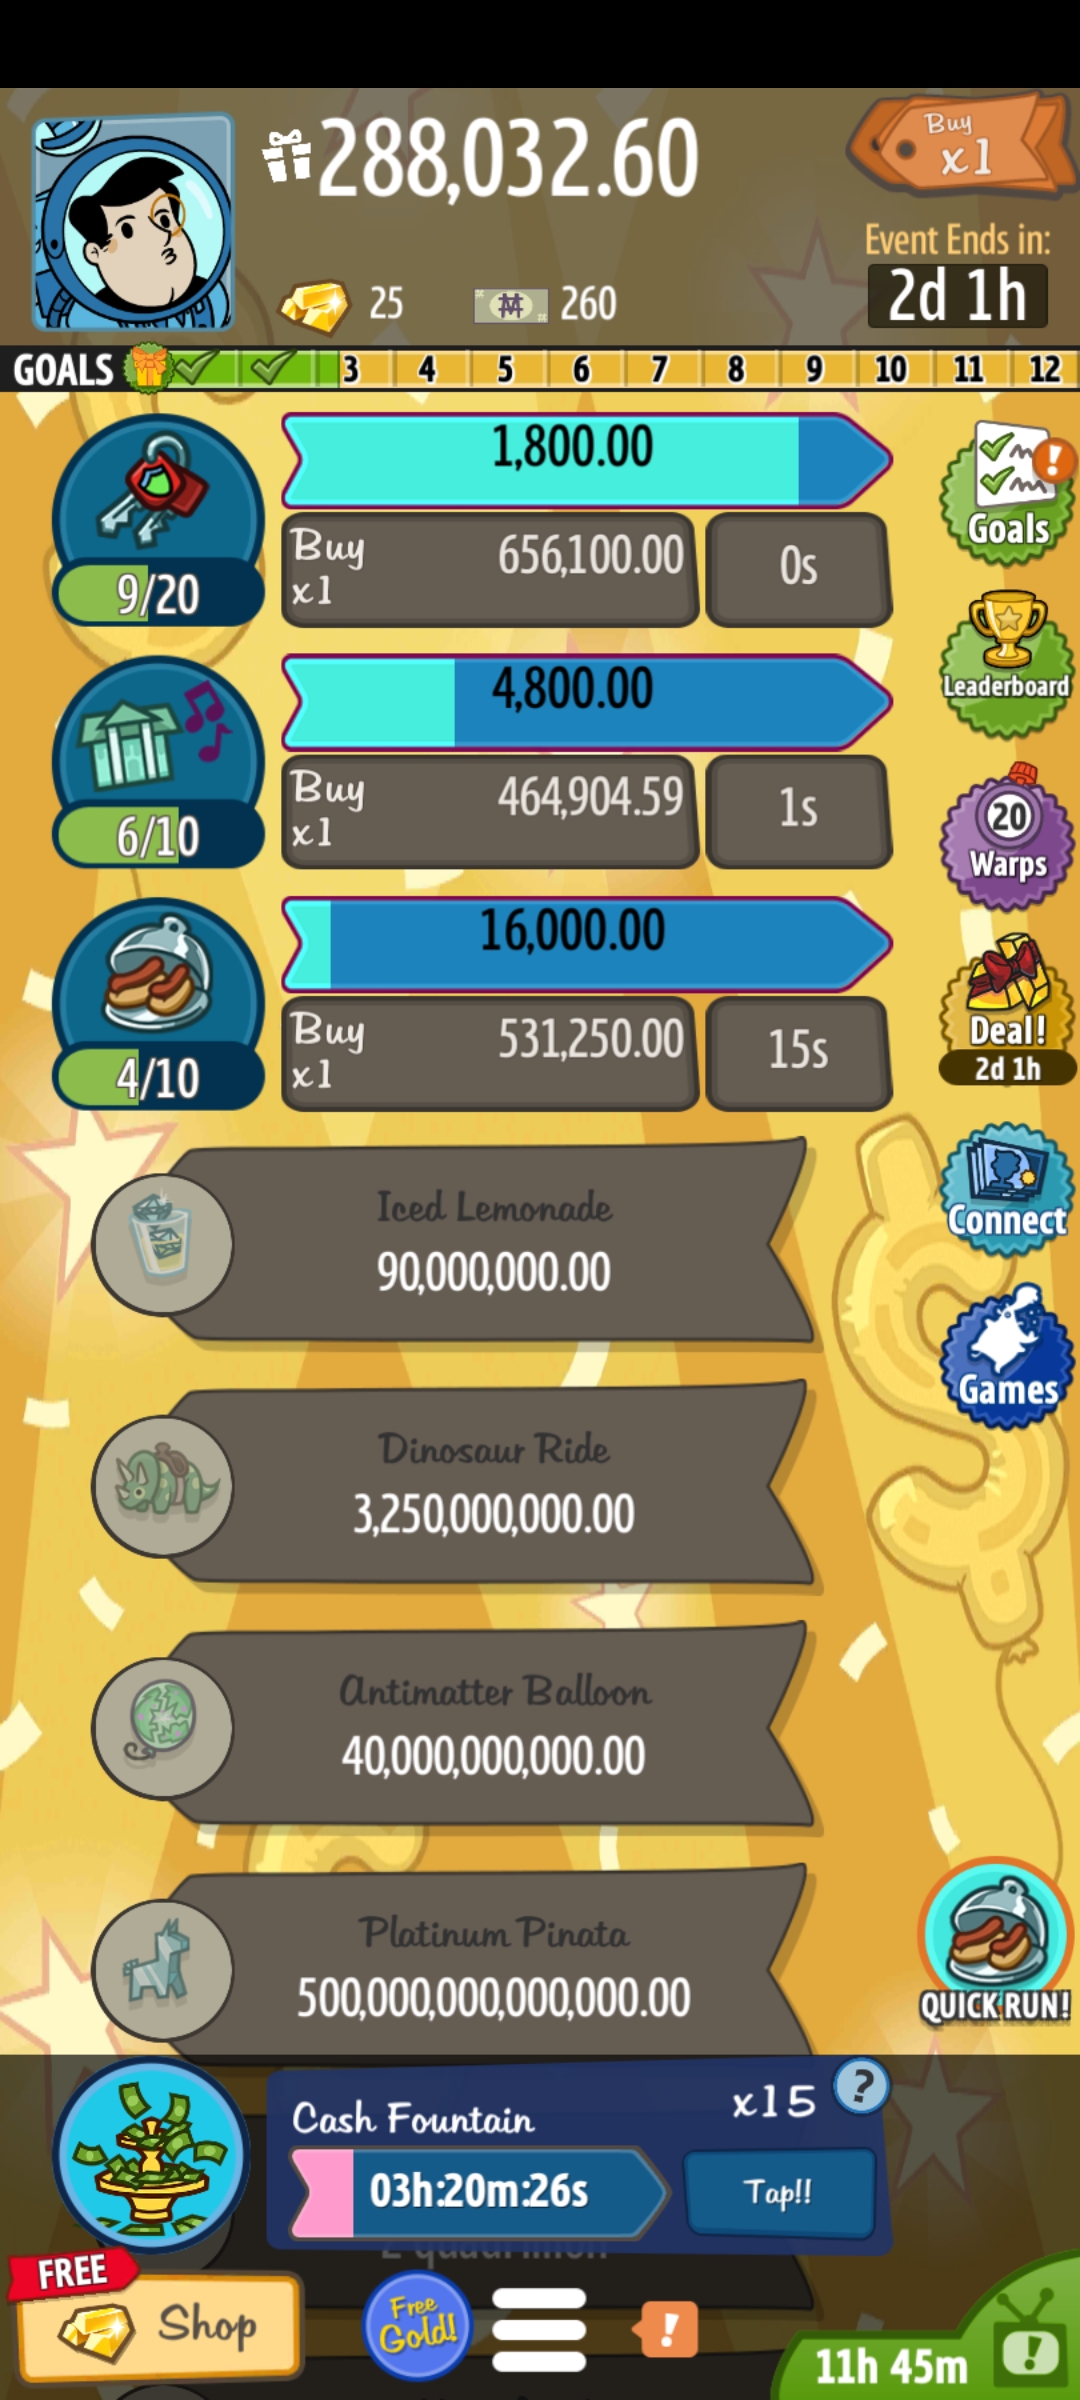 288,032.60
Buy
x1
25
260
Event Ends in:
2d 1h
GOALS 3 4 5 6 7 8 9 10 11 12
1,800.00
Buy
x1
656,100.00
0s
9/20
Goals
4,800.00
Leaderboard
Buy
x1
464,904.59
1s
6/10
20
Warps
16,000.00
Buy
x1
531,250.00
15s
4/10
Deal!
2d 1h
Iced Lemonade
90,000,000.00
Connect
Dinosaur Ride
3,250,000,000.00
Games
Antimatter Balloon
40,000,000,000.00
Platinum Pinata
500,000,000,000,000.00
QUICK RUN!
Cash Fountain
x15
?
03h:20m:26s
Tap!!
FREE
Shop
Free
Gold!
!
11h 45m
!